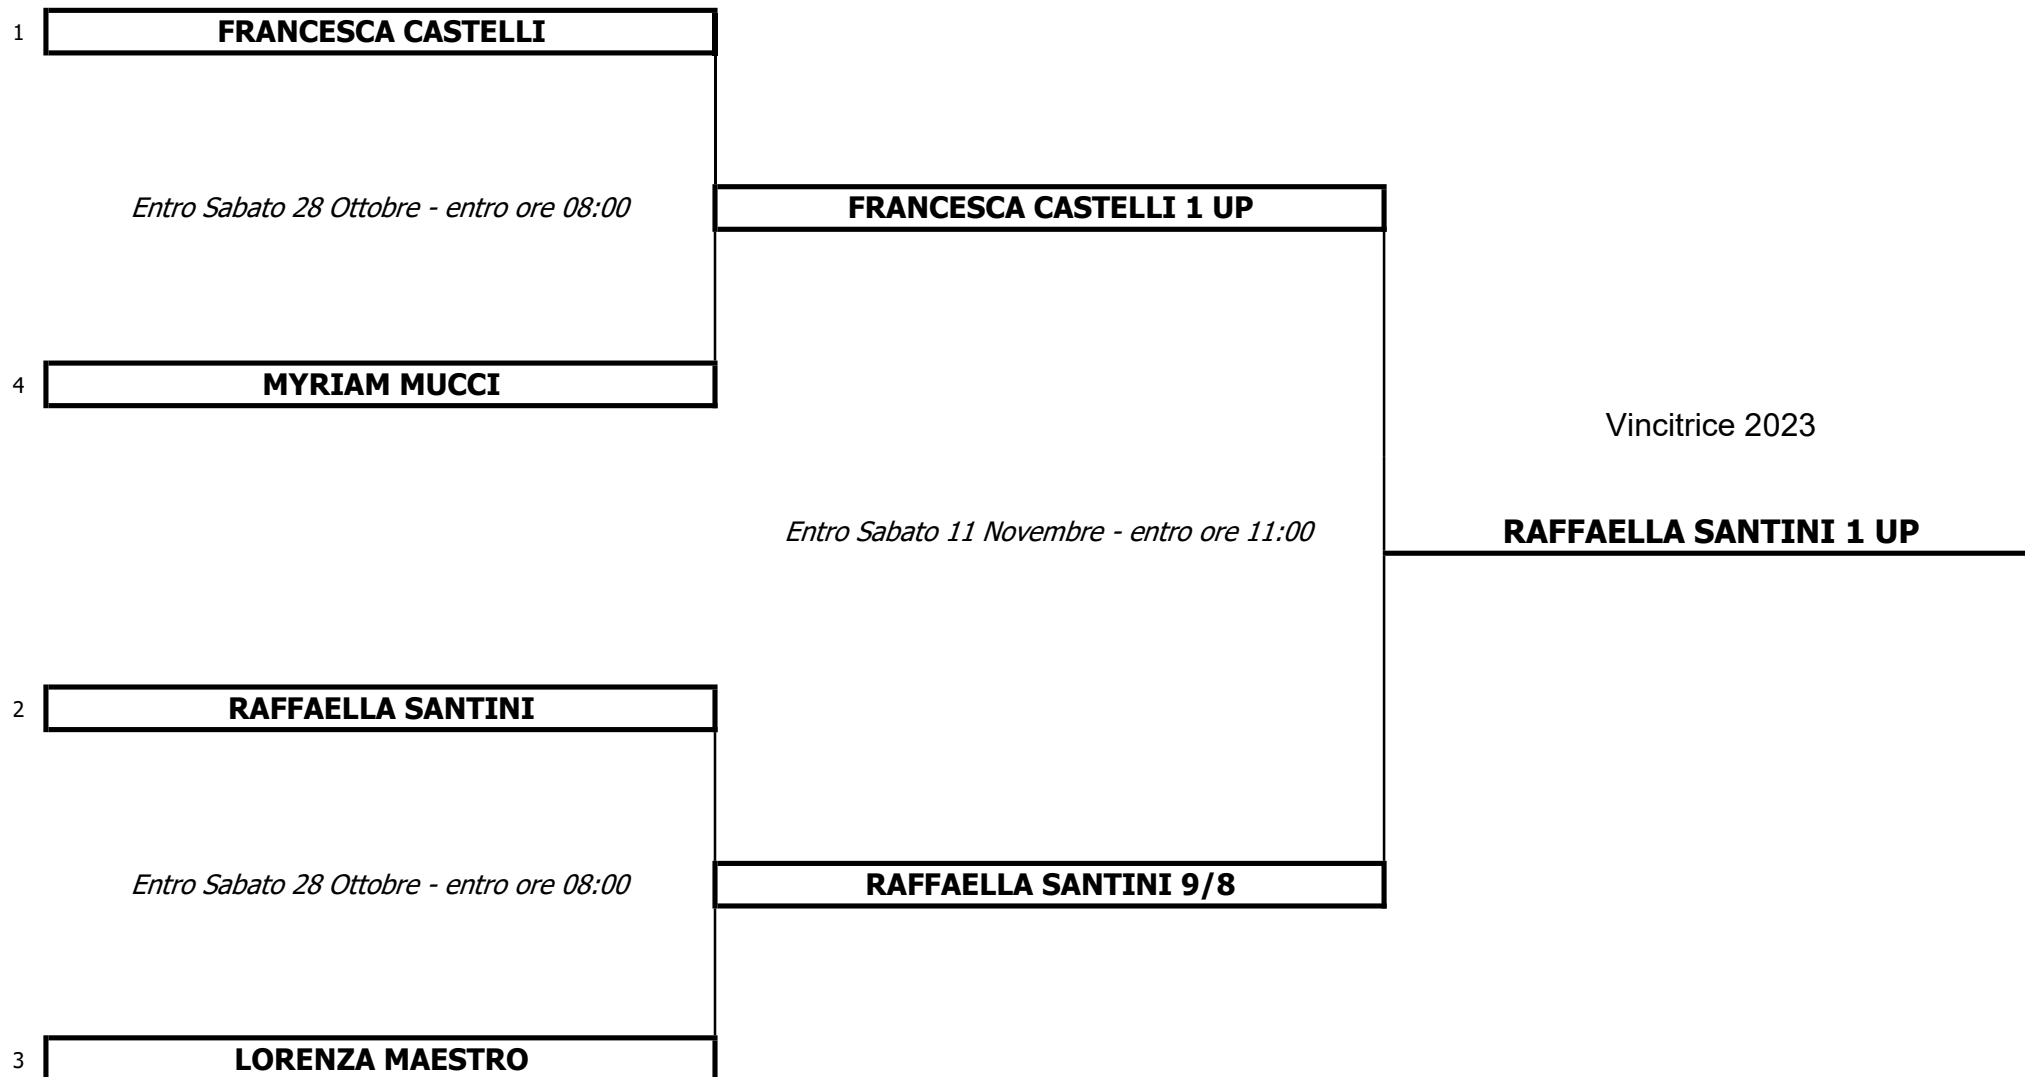 1 FRANCESCA CASTELLI
Entro Sabato 28 Ottobre - entro ore 08:00
FRANCESCA CASTELLI 1 UP
4 MYRIAM MUCCI
Vincitrice 2023
Entro Sabato 11 Novembre - entro ore 11:00
RAFFAELLA SANTINI 1 UP
2 RAFFAELLA SANTINI
Entro Sabato 28 Ottobre - entro ore 08:00
RAFFAELLA SANTINI 9/8
3 LORENZA MAESTRO